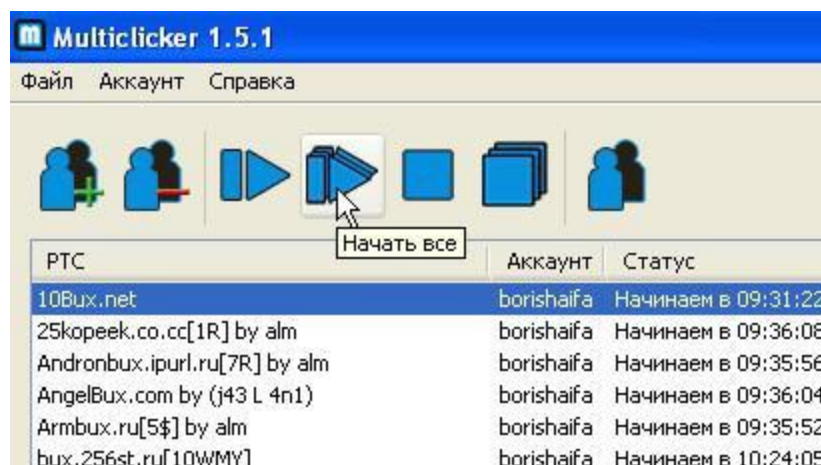 Multiclicker 1.5.1
Файл Аккаунт Справка
Начать все
PTC Аккаунт Статус
10Bux.net borishaifa Начинаем в 09:31:22
25kopeek.co.cc[1R] by alm borishaifa Начинаем в 09:36:08
Andronbux.ipurl.ru[7R] by alm borishaifa Начинаем в 09:35:56
AngelBux.com by (j43 L 4n1) borishaifa Начинаем в 09:36:04
Armbux.ru[5$] by alm borishaifa Начинаем в 09:35:52
bux.256st.ru[10WMY] borishaifa Начинаем в 10:24:05